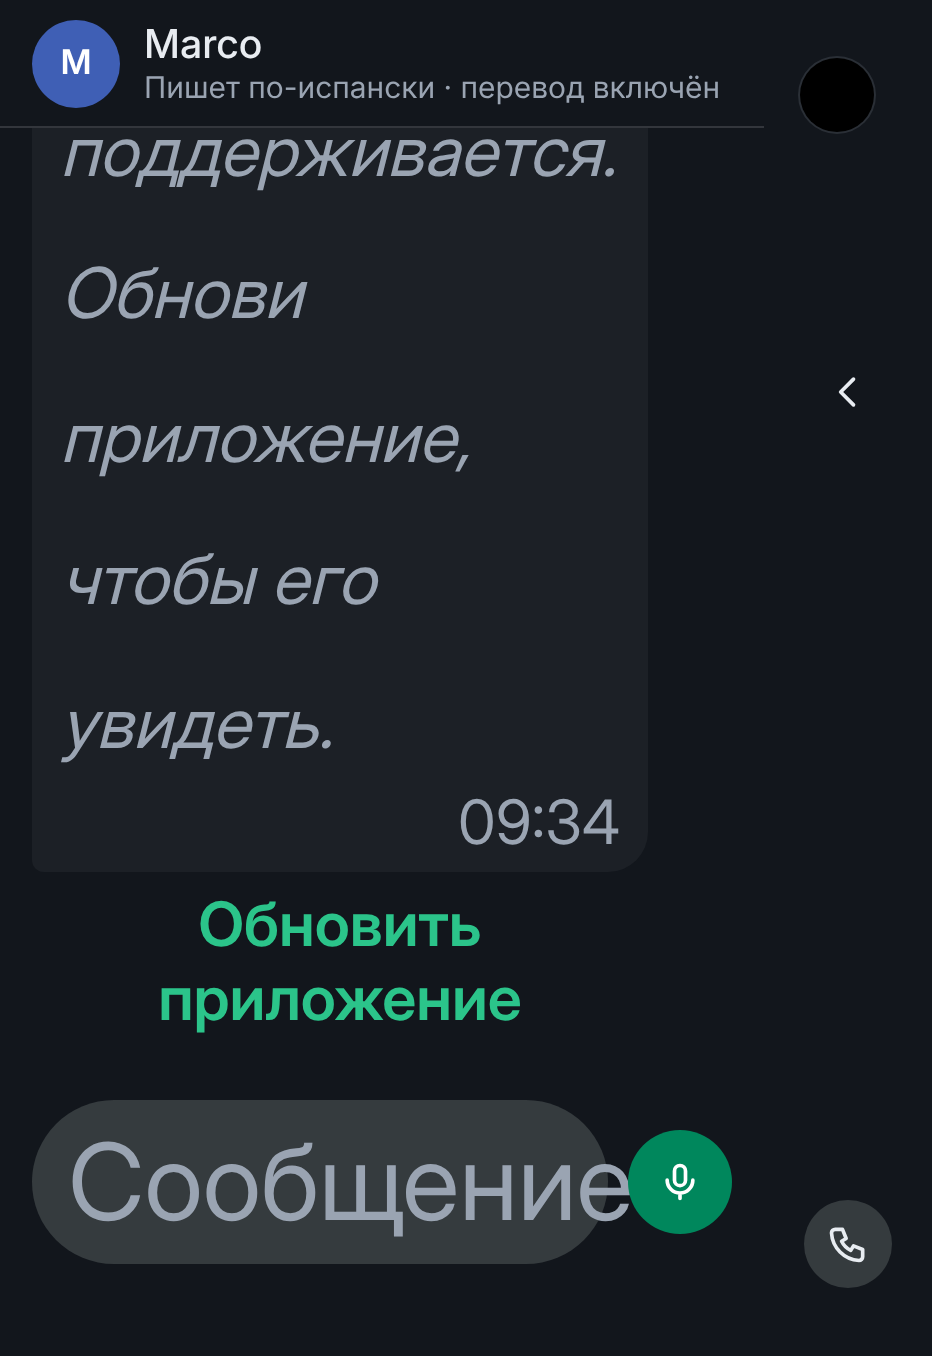 M
Marco
Пишет по-испански · перевод включён
поддерживается.
Обнови
приложение,
чтобы его
увидеть.
09:34
Обновить
приложение
Сообщение